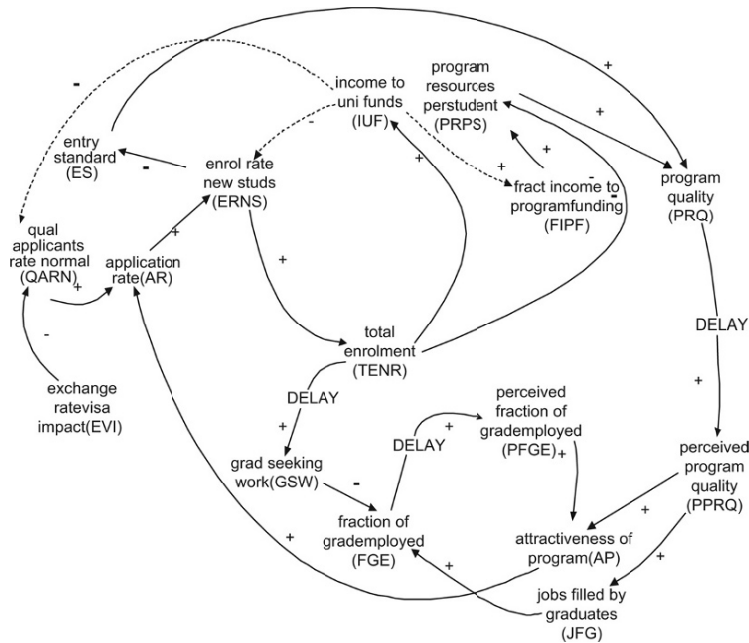 income to
uni funds
(IUF)
program
resources
perstudent
(PRPS)
+
-
+
entry
standard
(ES)
-
enrol rate
new studs
(ERNS)
-
+
+
+
-
-
fract income to
programfunding
(FIPF)
program
quality
(PRQ)
qual
applicants
rate normal
(QARN)
+
application
rate(AR)
+
+
-
total
enrolment
(TENR)
DELAY
exchange
ratevisa
impact(EVI)
DELAY
+
perceived
fraction of
grademployed
(PFGE)
+
+
DELAY
+
perceived
program
quality
(PPRQ)
grad seeking
work(GSW)
-
fraction of
grademployed
(FGE)
+
attractiveness of
program(AP)
+
+
+
jobs filled by
graduates
(JFG)